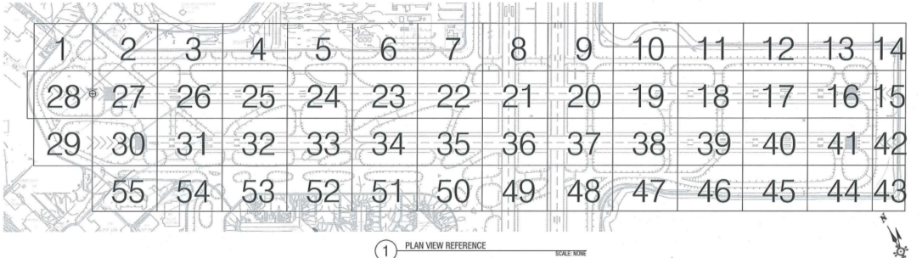 1 2 3 4 5 6 7 8 9 10 11 12 13 14
28 27 26 25 24 23 22 21 20 19 18 17 16 15
29 30 31 32 33 34 35 36 37 38 39 40 41 42
55 54 53 52 51 50 49 48 47 46 45 44 43
N
1 PLAN VIEW REFERENCE
SCALE: NONE